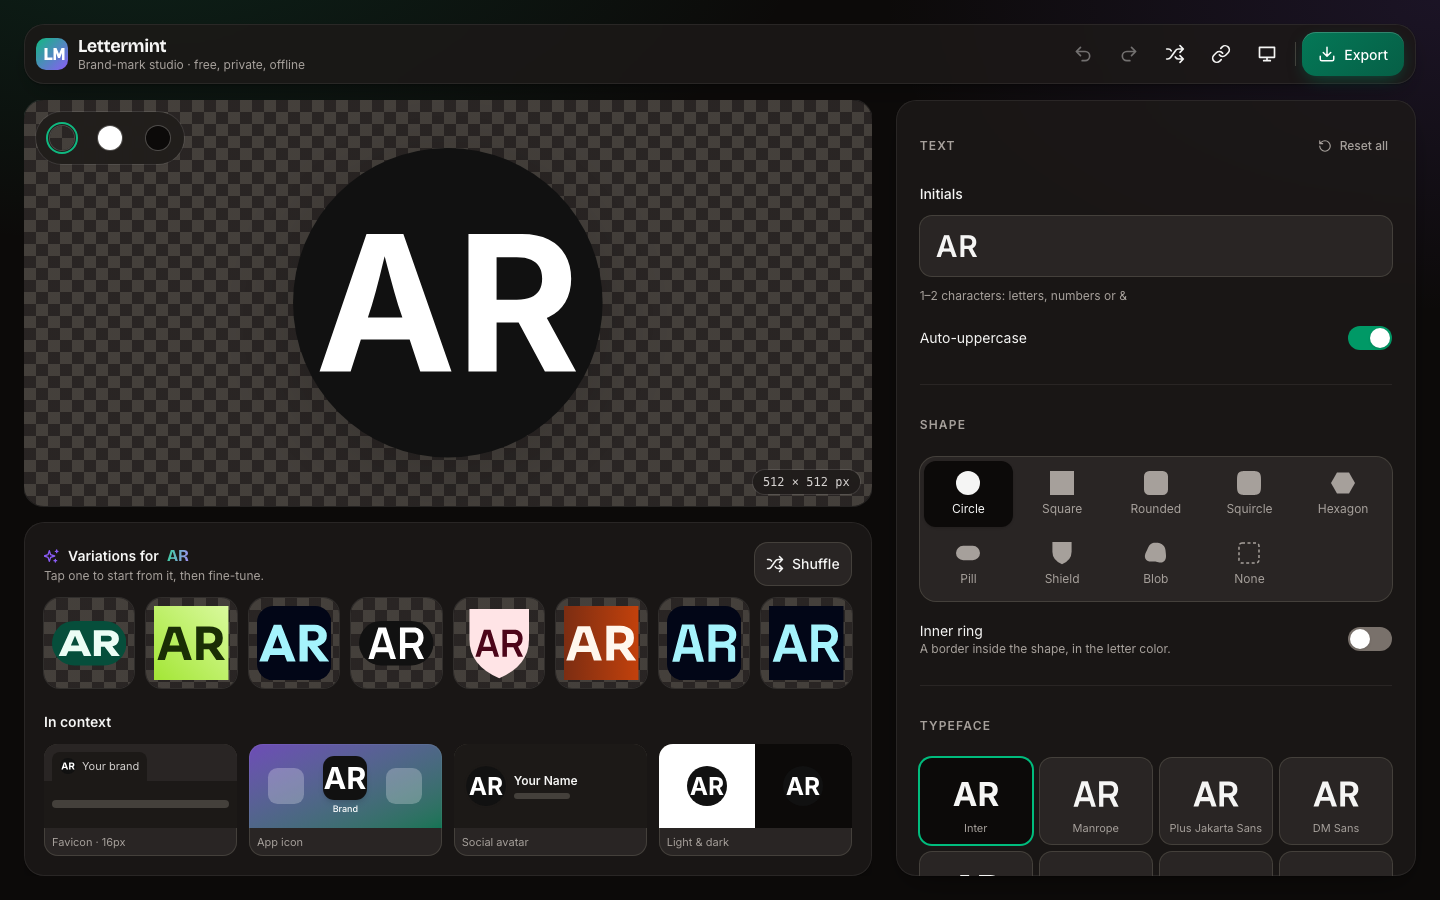 LM
Lettermint
Brand-mark studio · free, private, offline
Export
AR
512 × 512 px
Variations for AR
Tap one to start from it, then fine-tune.
Shuffle
AR
AR
AR
AR
AR
AR
AR
AR
In context
AR Your brand
Favicon · 16px
AR
Brand
App icon
AR Your Name
Social avatar
AR
AR
Light & dark
TEXT
Reset all
Initials
AR
1–2 characters: letters, numbers or &
Auto-uppercase
SHAPE
Circle
Square
Rounded
Squircle
Hexagon
Pill
Shield
Blob
None
Inner ring
A border inside the shape, in the letter color.
TYPEFACE
AR
Inter
AR
Manrope
AR
Plus Jakarta Sans
AR
DM Sans